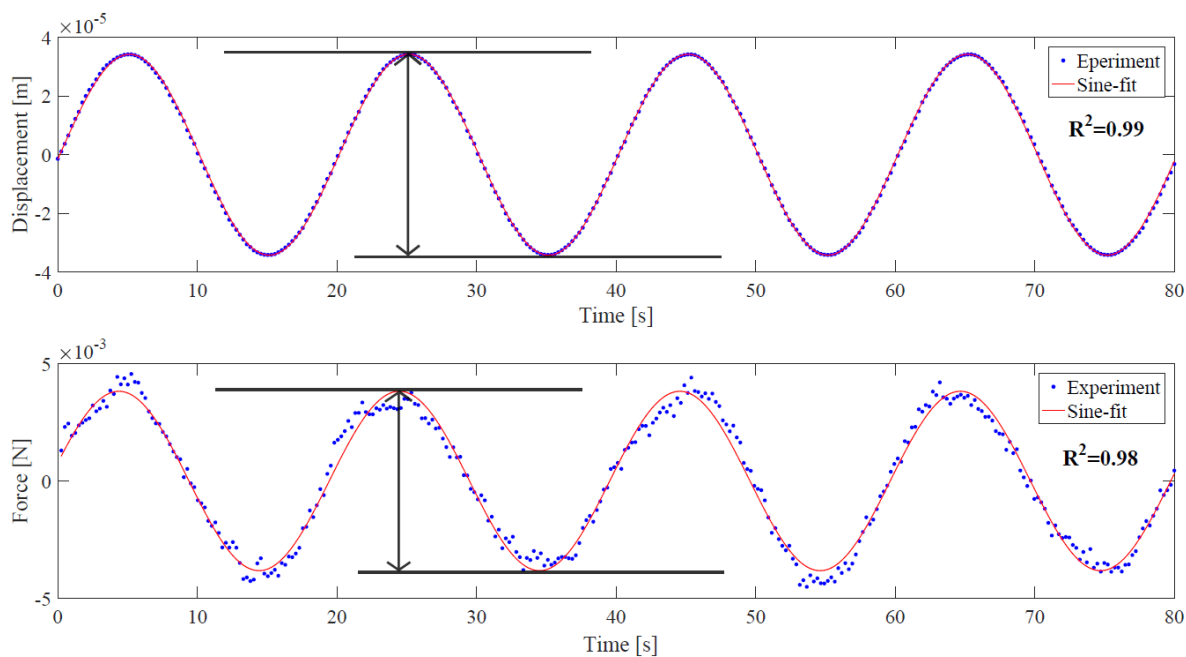 ×10⁻⁵
Displacement [m]
4
2
0
-2
-4
0 10 20 30 40 50 60 70 80
Time [s]
Eperiment
Sine-fit
R²=0.99
×10⁻³
Force [N]
5
0
-5
0 10 20 30 40 50 60 70 80
Time [s]
Experiment
Sine-fit
R²=0.98